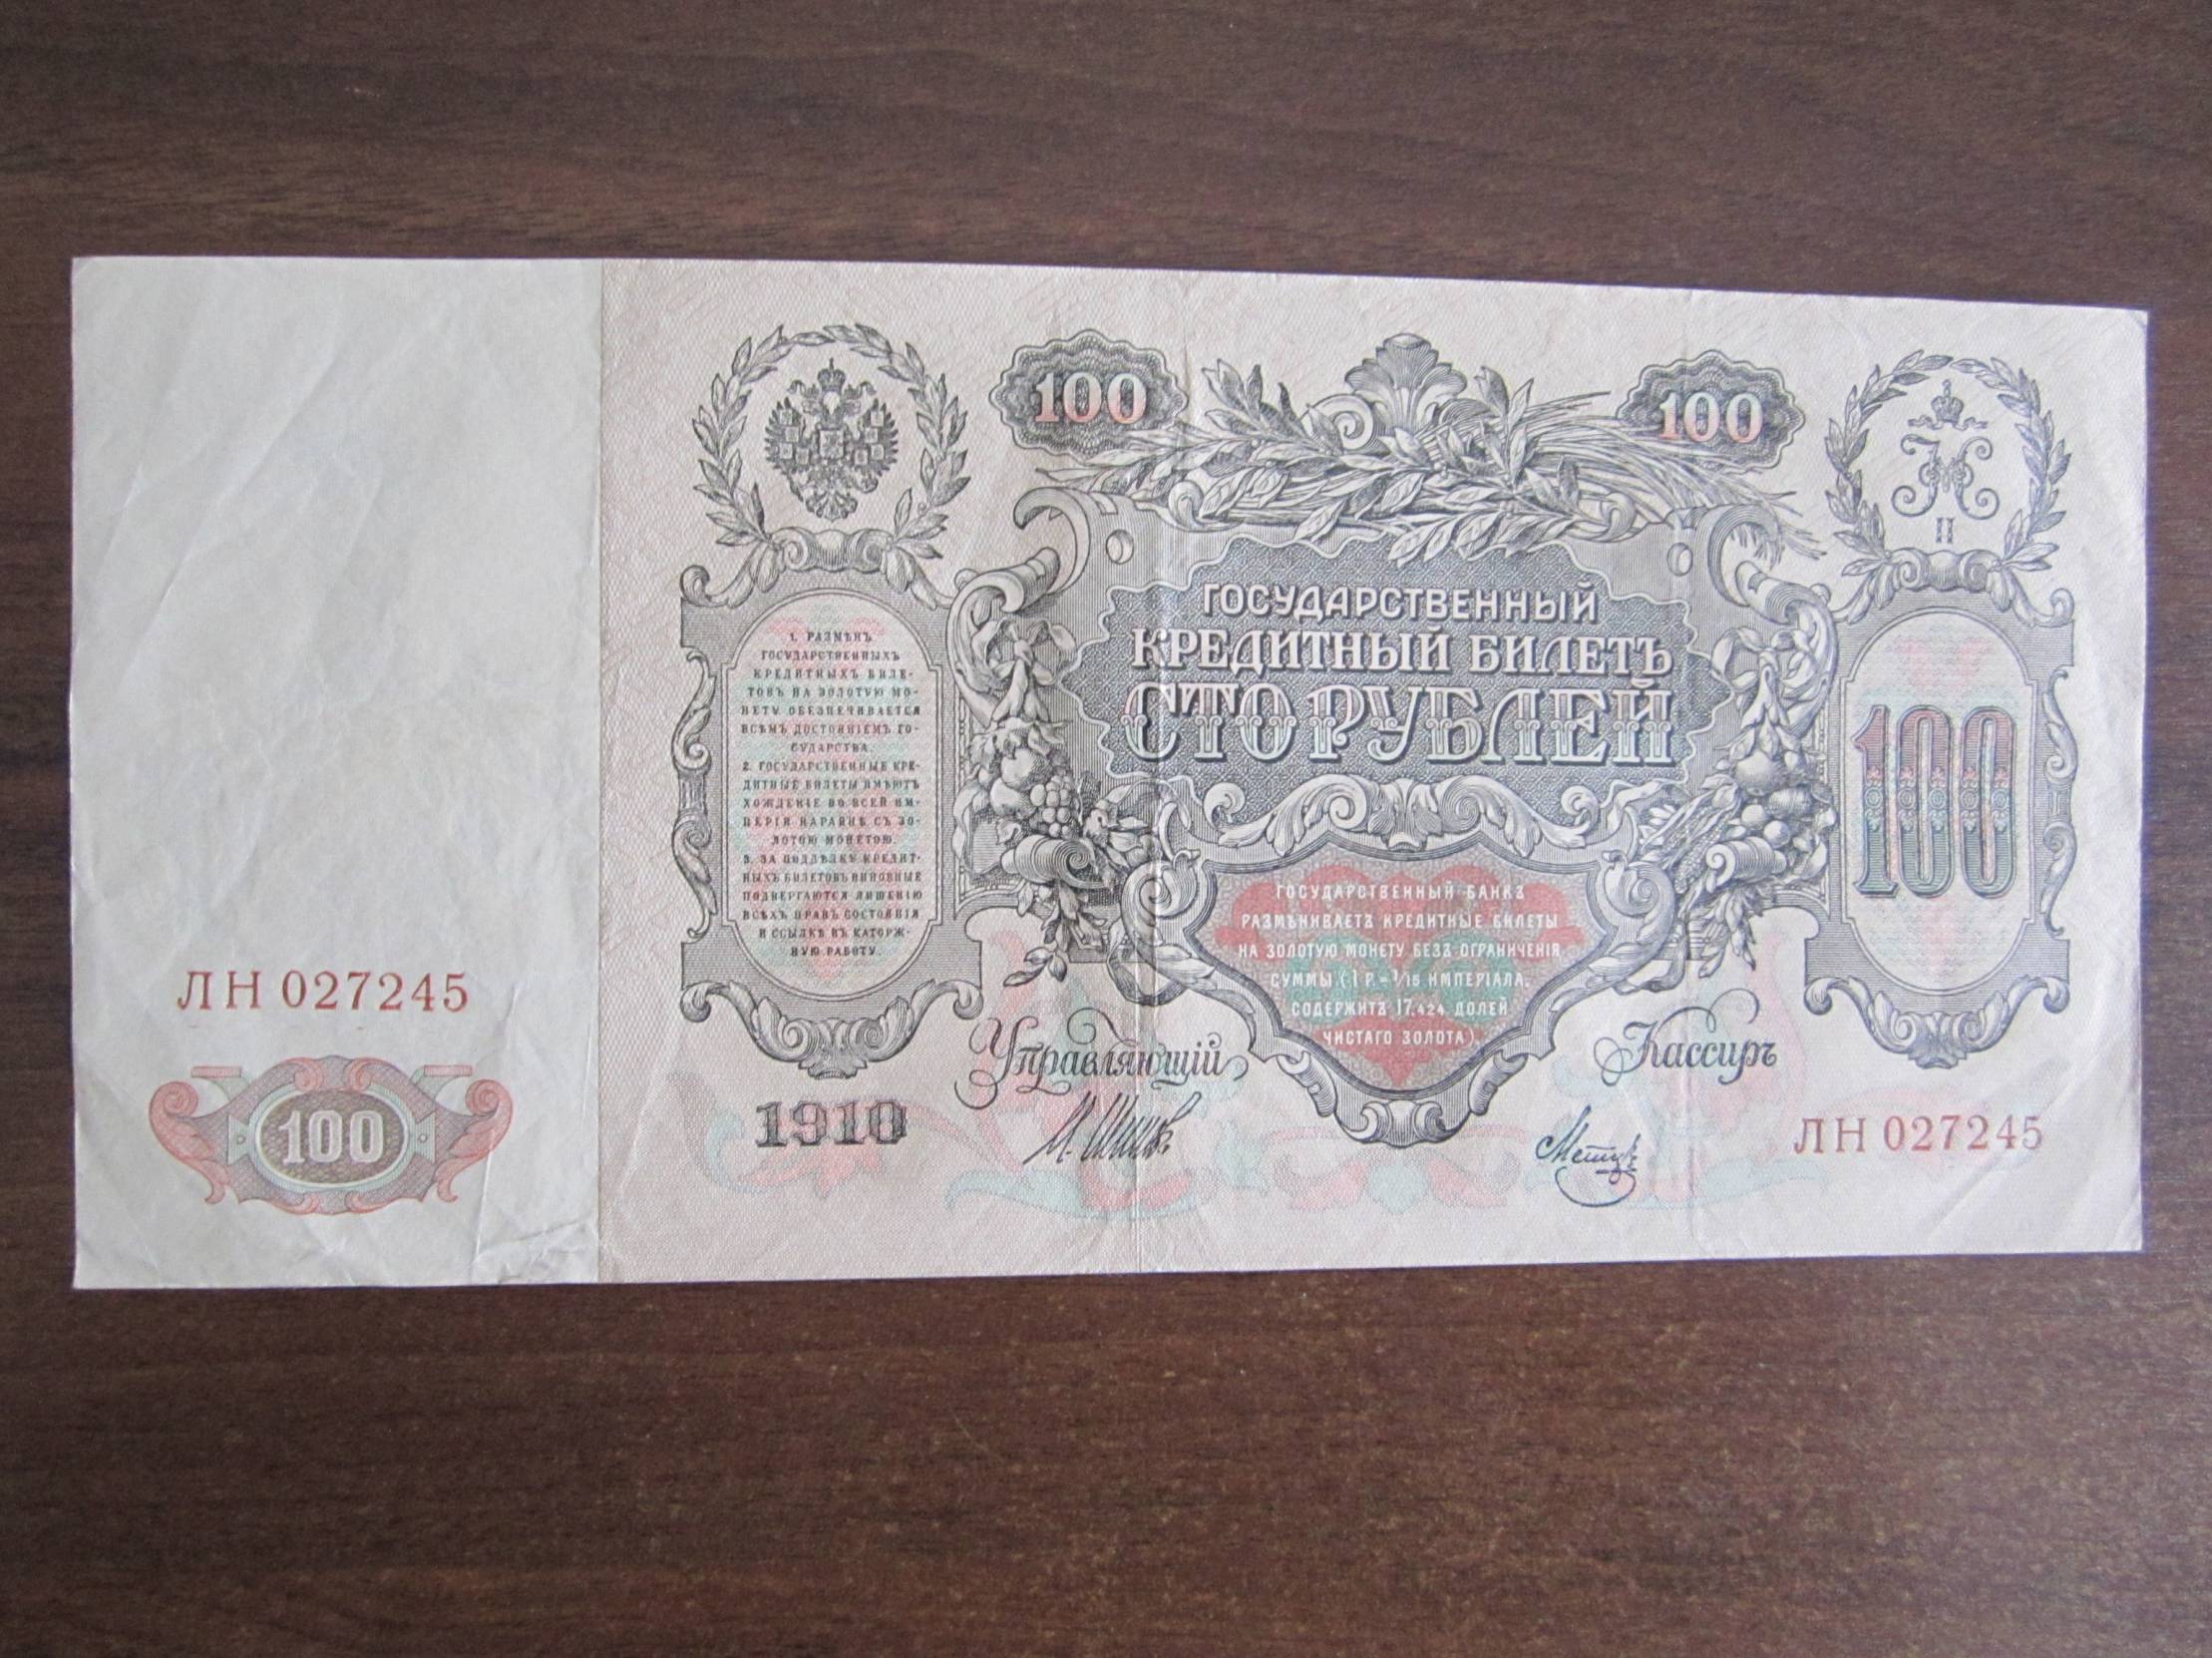 100
100
Н
II
ГОСУДАРСТВЕННЫЙ
КРЕДИТНЫЙ БИЛЕТЪ
СТО РУБЛЕЙ
1. РАЗМѢНЪ
ГОСУДАРСТВЕННЫХЪ
КРЕДИТНЫХЪ БИЛЕ-
ТОВЪ НА ЗОЛОТУЮ МО-
НЕТУ ОБЕЗПЕЧИВАЕТСЯ
ВСѢМЪ ДОСТОЯНІЕМЪ ГО-
СУДАРСТВА.
2. ГОСУДАРСТВЕННЫЕ КРЕ-
ДИТНЫЕ БИЛЕТЫ ИМѢЮТЪ
ХОЖДЕНІЕ ВО ВСЕЙ ИМ-
ПЕРІИ НАРАВНѢ СЪ ЗО-
ЛОТОЮ МОНЕТОЮ.
3. ЗА ПОДДѢЛКУ КРЕДИТ-
НЫХЪ БИЛЕТОВЪ ВИНОВНЫЕ
ПОДВЕРГАЮТСЯ ЛИШЕНІЮ
ВСѢХЪ ПРАВЪ СОСТОЯНІЯ
И ССЫЛКѢ ВЪ КАТОРЖ-
НУЮ РАБОТУ.
100
ГОСУДАРСТВЕННЫЙ БАНКЪ
РАЗМѢНИВАЕТЪ КРЕДИТНЫЕ БИЛЕТЫ
НА ЗОЛОТУЮ МОНЕТУ БЕЗЪ ОГРАНИЧЕНІЯ
СУММЫ (1 Р. = 1/15 ИМПЕРІАЛА,
СОДЕРЖИТЪ 17,424 ДОЛЕЙ
ЧИСТАГО ЗОЛОТА).
ЛН 027245
Управляющій
Кассиръ
1910
ЛН 027245
100